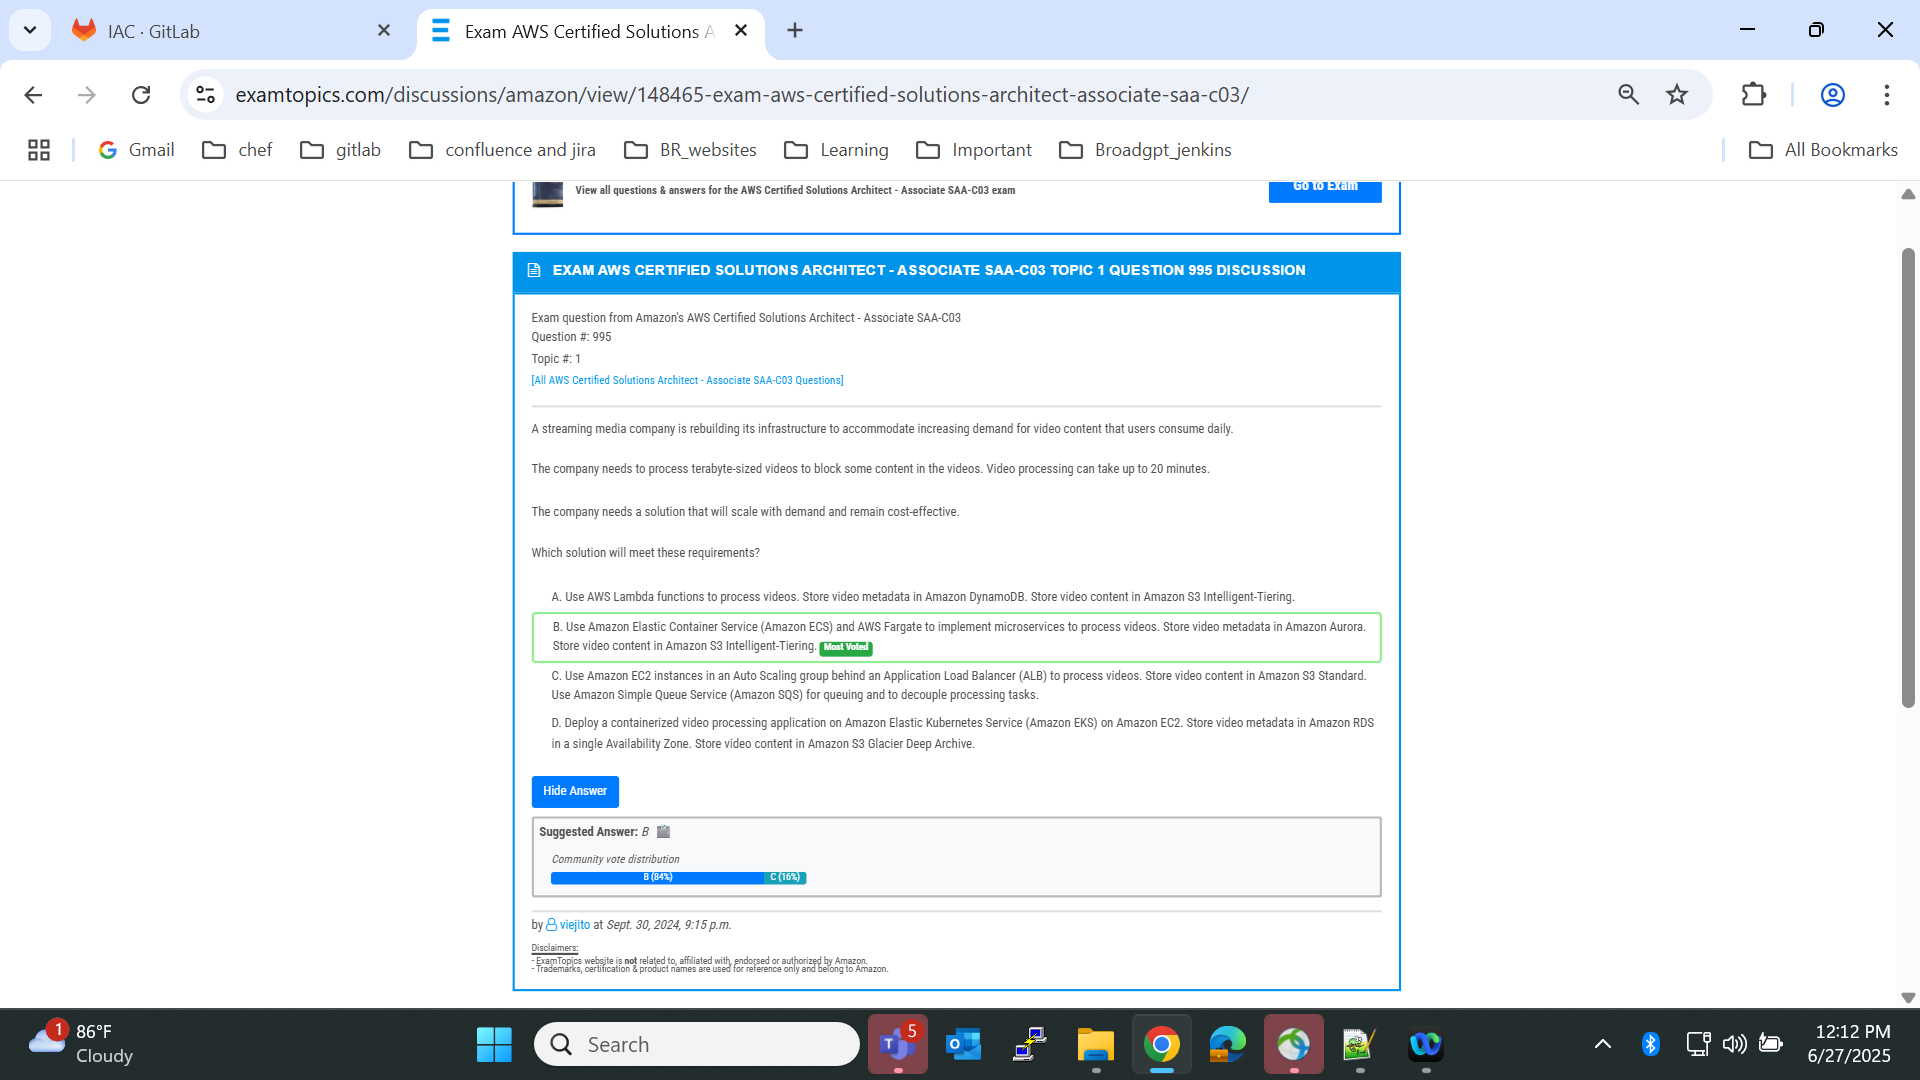 IAC · GitLab
Exam AWS Certified Solutions A
examtopics.com/discussions/amazon/view/148465-exam-aws-certified-solutions-architect-associate-saa-c03/
Gmail chef gitlab confluence and jira BR_websites Learning Important Broadgpt_jenkins All Bookmarks
View all questions & answers for the AWS Certified Solutions Architect - Associate SAA-C03 exam
Go to Exam
EXAM AWS CERTIFIED SOLUTIONS ARCHITECT - ASSOCIATE SAA-C03 TOPIC 1 QUESTION 995 DISCUSSION
Exam question from Amazon's AWS Certified Solutions Architect - Associate SAA-C03
Question #: 995
Topic #: 1
[All AWS Certified Solutions Architect - Associate SAA-C03 Questions]
A streaming media company is rebuilding its infrastructure to accommodate increasing demand for video content that users consume daily.
The company needs to process terabyte-sized videos to block some content in the videos. Video processing can take up to 20 minutes.
The company needs a solution that will scale with demand and remain cost-effective.
Which solution will meet these requirements?
A. Use AWS Lambda functions to process videos. Store video metadata in Amazon DynamoDB. Store video content in Amazon S3 Intelligent-Tiering.
B. Use Amazon Elastic Container Service (Amazon ECS) and AWS Fargate to implement microservices to process videos. Store video metadata in Amazon Aurora.
Store video content in Amazon S3 Intelligent-Tiering. Most Voted
C. Use Amazon EC2 instances in an Auto Scaling group behind an Application Load Balancer (ALB) to process videos. Store video content in Amazon S3 Standard.
Use Amazon Simple Queue Service (Amazon SQS) for queuing and to decouple processing tasks.
D. Deploy a containerized video processing application on Amazon Elastic Kubernetes Service (Amazon EKS) on Amazon EC2. Store video metadata in Amazon RDS
in a single Availability Zone. Store video content in Amazon S3 Glacier Deep Archive.
Hide Answer
Suggested Answer: B
Community vote distribution
B (84%) C (16%)
by viejito at Sept. 30, 2024, 9:15 p.m.
Disclaimers:
- ExamTopics website is not related to, affiliated with, endorsed or authorized by Amazon.
- Trademarks, certification & product names are used for reference only and belong to Amazon.
1
86°F
Cloudy
Search
5
12:12 PM
6/27/2025